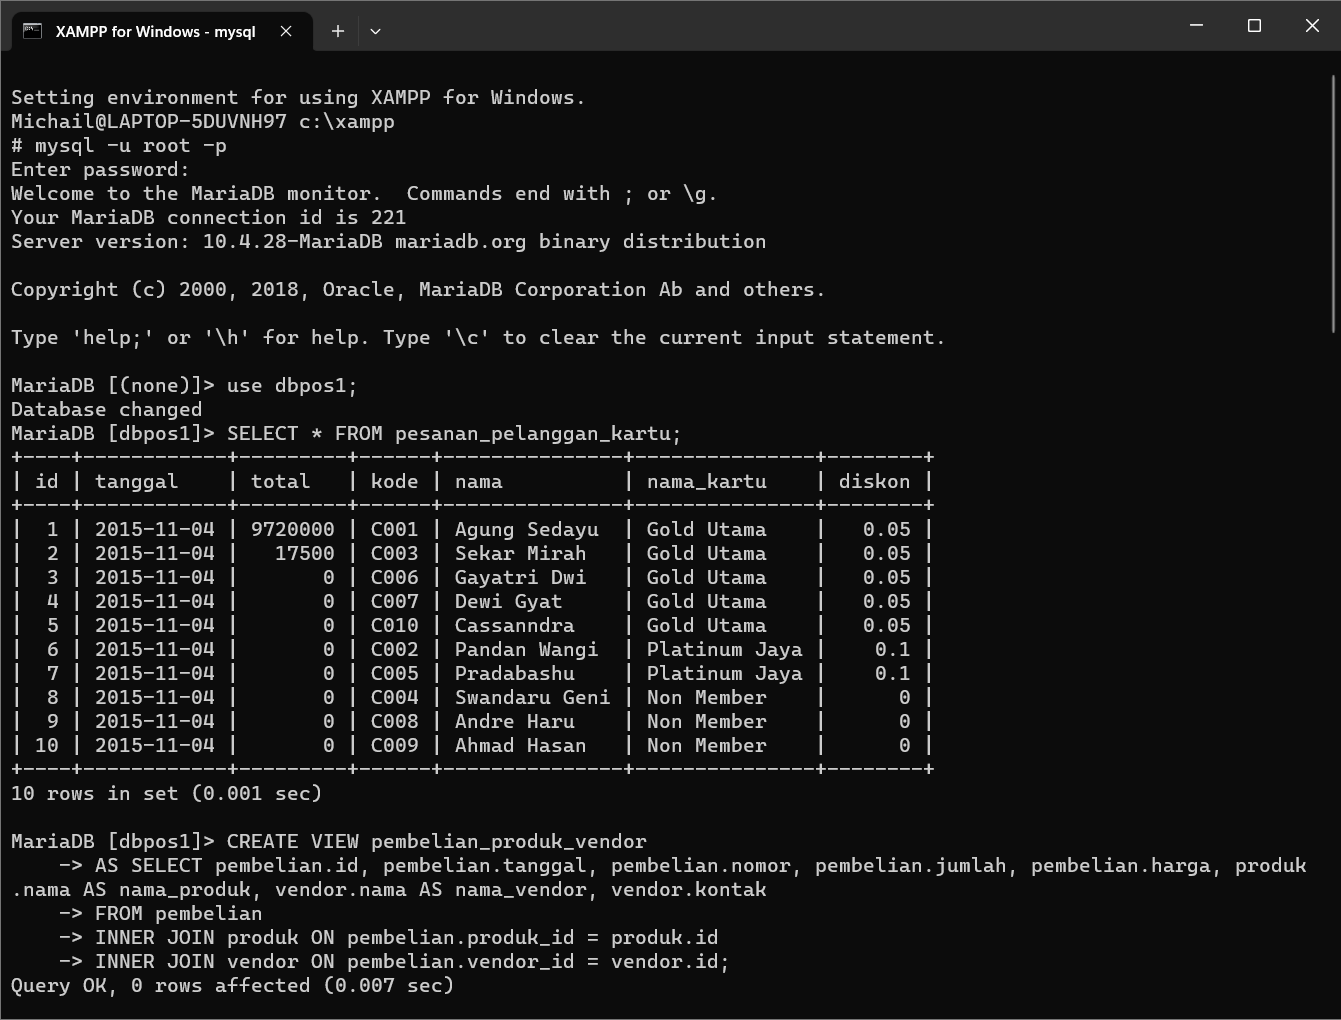 XAMPP for Windows - mysql
Setting environment for using XAMPP for Windows.
Michail@LAPTOP-5DUVNH97 c:\xampp
# mysql -u root -p
Enter password:
Welcome to the MariaDB monitor.  Commands end with ; or \g.
Your MariaDB connection id is 221
Server version: 10.4.28-MariaDB mariadb.org binary distribution
Copyright (c) 2000, 2018, Oracle, MariaDB Corporation Ab and others.
Type 'help;' or '\h' for help. Type '\c' to clear the current input statement.
MariaDB [(none)]> use dbpos1;
Database changed
MariaDB [dbpos1]> SELECT * FROM pesanan_pelanggan_kartu;
+----+------------+---------+------+---------------+---------------+--------+
| id | tanggal    | total   | kode | nama          | nama_kartu    | diskon |
+----+------------+---------+------+---------------+---------------+--------+
|  1 | 2015-11-04 | 9720000 | C001 | Agung Sedayu  | Gold Utama    |   0.05 |
|  2 | 2015-11-04 |   17500 | C003 | Sekar Mirah   | Gold Utama    |   0.05 |
|  3 | 2015-11-04 |       0 | C006 | Gayatri Dwi   | Gold Utama    |   0.05 |
|  4 | 2015-11-04 |       0 | C007 | Dewi Gyat     | Gold Utama    |   0.05 |
|  5 | 2015-11-04 |       0 | C010 | Cassanndra    | Gold Utama    |   0.05 |
|  6 | 2015-11-04 |       0 | C002 | Pandan Wangi  | Platinum Jaya |    0.1 |
|  7 | 2015-11-04 |       0 | C005 | Pradabashu    | Platinum Jaya |    0.1 |
|  8 | 2015-11-04 |       0 | C004 | Swandaru Geni | Non Member    |      0 |
|  9 | 2015-11-04 |       0 | C008 | Andre Haru    | Non Member    |      0 |
| 10 | 2015-11-04 |       0 | C009 | Ahmad Hasan   | Non Member    |      0 |
+----+------------+---------+------+---------------+---------------+--------+
10 rows in set (0.001 sec)
MariaDB [dbpos1]> CREATE VIEW pembelian_produk_vendor
    -> AS SELECT pembelian.id, pembelian.tanggal, pembelian.nomor, pembelian.jumlah, pembelian.harga, produk
.nama AS nama_produk, vendor.nama AS nama_vendor, vendor.kontak
    -> FROM pembelian
    -> INNER JOIN produk ON pembelian.produk_id = produk.id
    -> INNER JOIN vendor ON pembelian.vendor_id = vendor.id;
Query OK, 0 rows affected (0.007 sec)